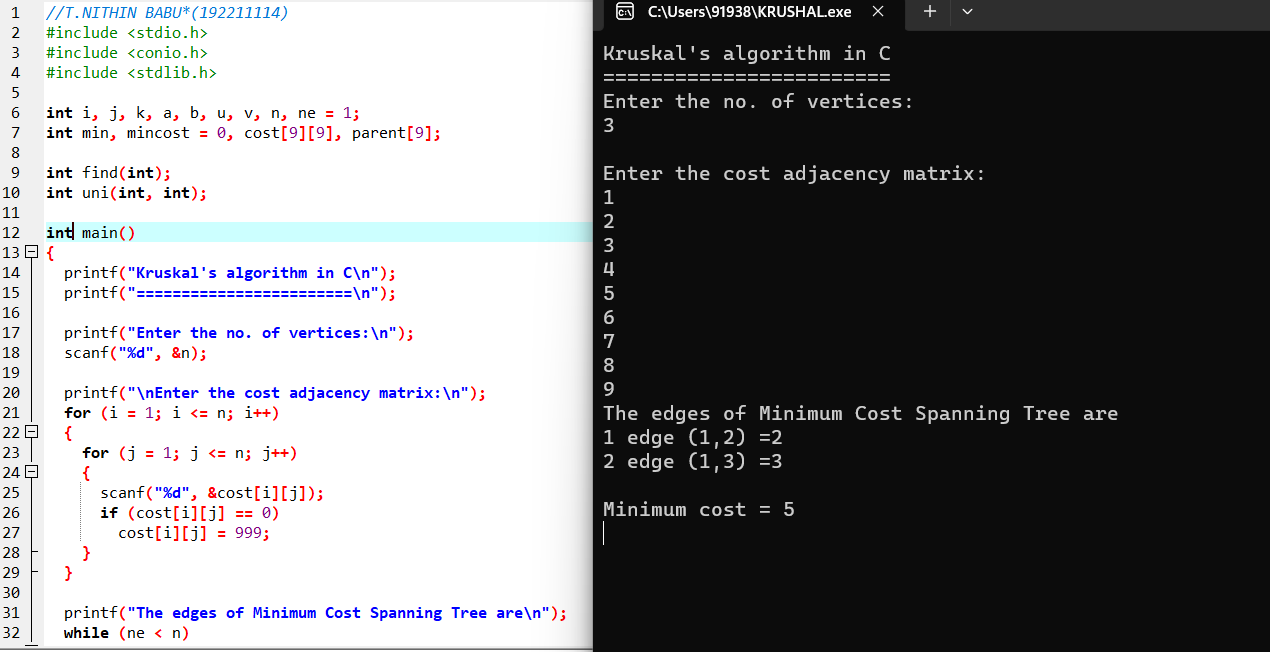 1 //T.NITHIN BABU*(192211114)
2 #include <stdio.h>
3 #include <conio.h>
4 #include <stdlib.h>
5
6 int i, j, k, a, b, u, v, n, ne = 1;
7 int min, mincost = 0, cost[9][9], parent[9];
8
9 int find(int);
10 int uni(int, int);
11
12 int main()
13 {
14 printf("Kruskal's algorithm in C\n");
15 printf("========================\n");
16
17 printf("Enter the no. of vertices:\n");
18 scanf("%d", &n);
19
20 printf("\nEnter the cost adjacency matrix:\n");
21 for (i = 1; i <= n; i++)
22 {
23 for (j = 1; j <= n; j++)
24 {
25 scanf("%d", &cost[i][j]);
26 if (cost[i][j] == 0)
27 cost[i][j] = 999;
28 }
29 }
30
31 printf("The edges of Minimum Cost Spanning Tree are\n");
32 while (ne < n)
C:\Users\91938\KRUSHAL.exe
Kruskal's algorithm in C
========================
Enter the no. of vertices:
3
Enter the cost adjacency matrix:
1
2
3
4
5
6
7
8
9
The edges of Minimum Cost Spanning Tree are
1 edge (1,2) =2
2 edge (1,3) =3
Minimum cost = 5